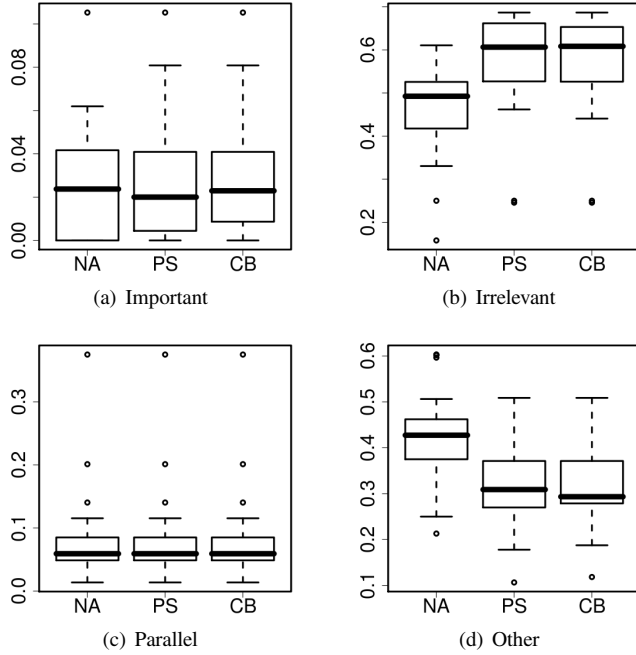 0.00 0.04 0.08
NA PS CB
(a) Important
0.2 0.4 0.6
NA PS CB
(b) Irrelevant
0.0 0.1 0.2 0.3
NA PS CB
(c) Parallel
0.1 0.2 0.3 0.4 0.5 0.6
NA PS CB
(d) Other